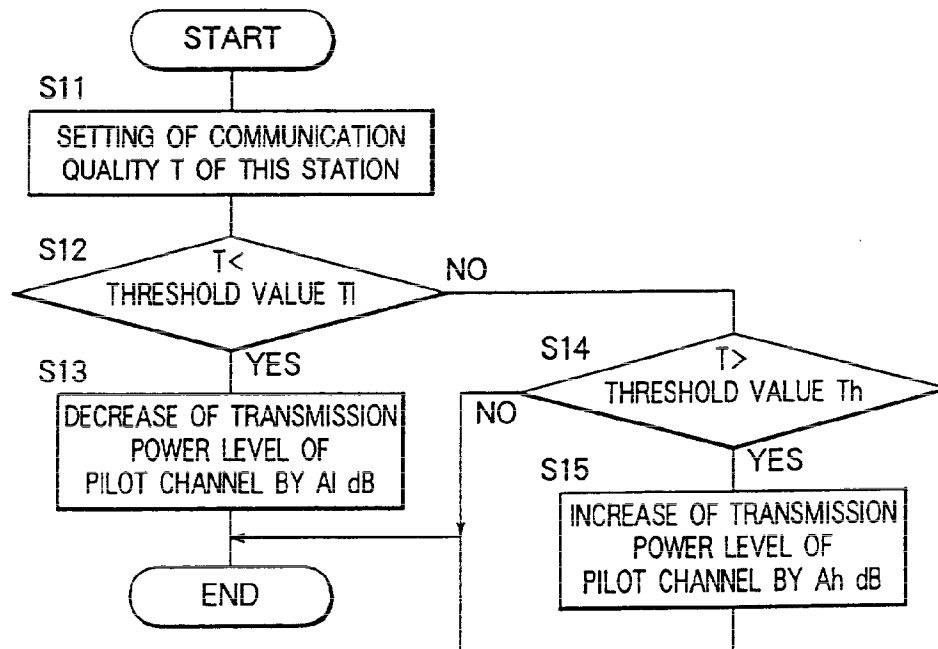 START
S11
SETTING OF COMMUNICATION
QUALITY T OF THIS STATION
S12
T<
THRESHOLD VALUE Tl
NO
YES
S13
DECREASE OF TRANSMISSION
POWER LEVEL OF
PILOT CHANNEL BY Al dB
END
S14
T>
THRESHOLD VALUE Th
NO
YES
S15
INCREASE OF TRANSMISSION
POWER LEVEL OF
PILOT CHANNEL BY Ah dB